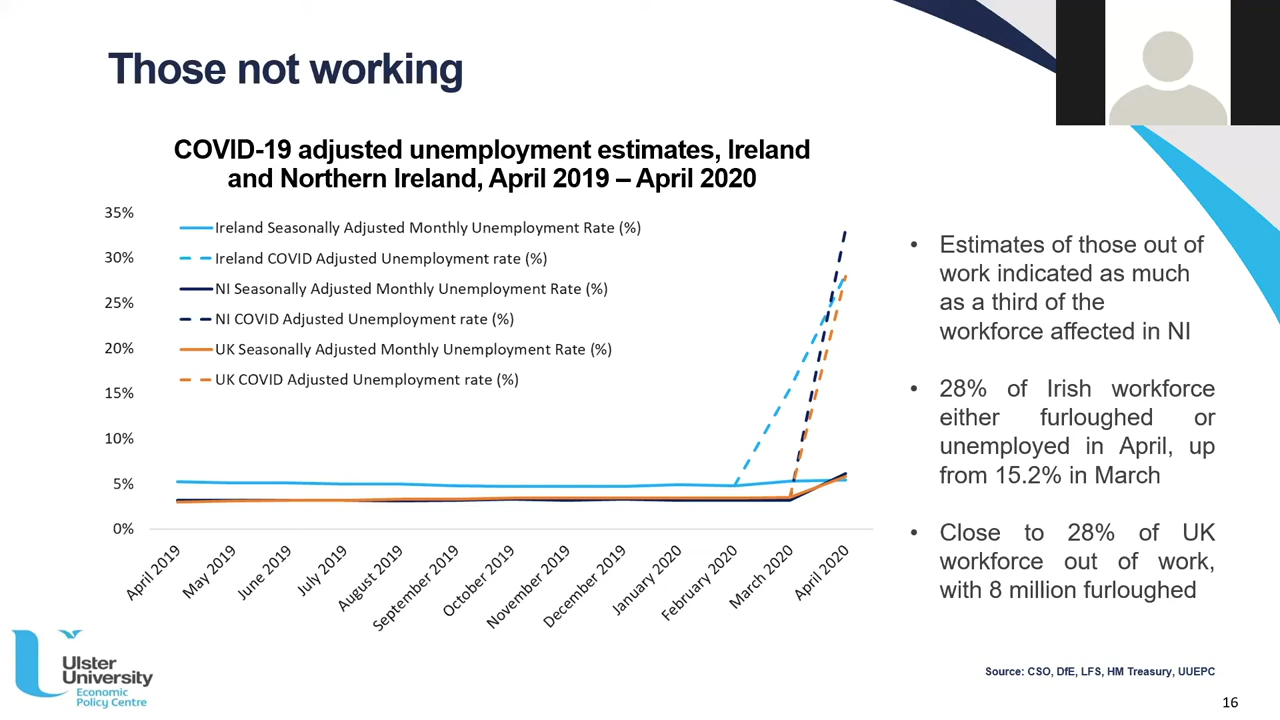 Those not working
COVID-19 adjusted unemployment estimates, Ireland
and Northern Ireland, April 2019 – April 2020
35%
30%
25%
20%
15%
10%
5%
0%
Ireland Seasonally Adjusted Monthly Unemployment Rate (%)
Ireland COVID Adjusted Unemployment rate (%)
NI Seasonally Adjusted Monthly Unemployment Rate (%)
NI COVID Adjusted Unemployment rate (%)
UK Seasonally Adjusted Monthly Unemployment Rate (%)
UK COVID Adjusted Unemployment rate (%)
April 2019
May 2019
June 2019
July 2019
August 2019
September 2019
October 2019
November 2019
December 2019
January 2020
February 2020
March 2020
April 2020
• Estimates of those out of
work indicated as much
as a third of the
workforce affected in NI
• 28% of Irish workforce
either furloughed or
unemployed in April, up
from 15.2% in March
• Close to 28% of UK
workforce out of work,
with 8 million furloughed
Ulster
University
Economic
Policy Centre
Source: CSO, DfE, LFS, HM Treasury, UUEPC
16